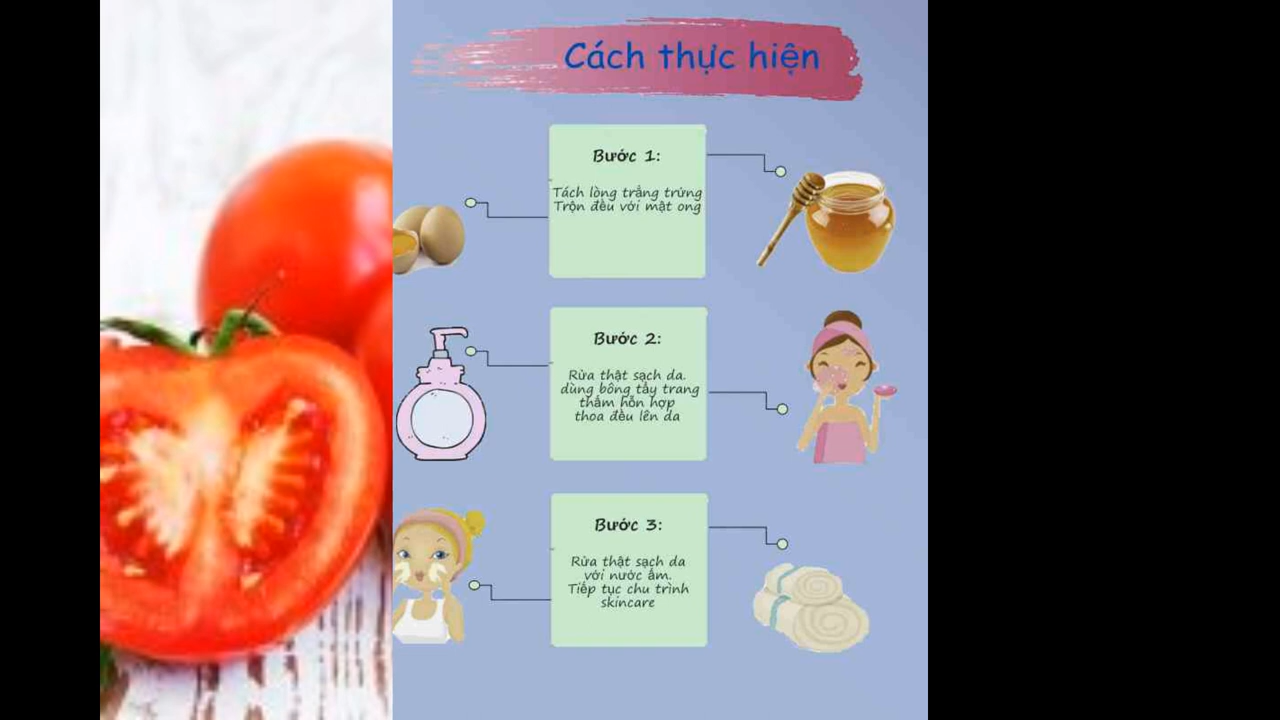 Cách thực hiện
Bước 1:
Tách lòng trắng trứng
Trộn đều với mật ong
Bước 2:
Rửa thật sạch da.
dùng bông tẩy trang
thấm hỗn hợp
thoa đều lên da
Bước 3:
Rửa thật sạch da
với nước ấm.
Tiếp tục chu trình
skincare